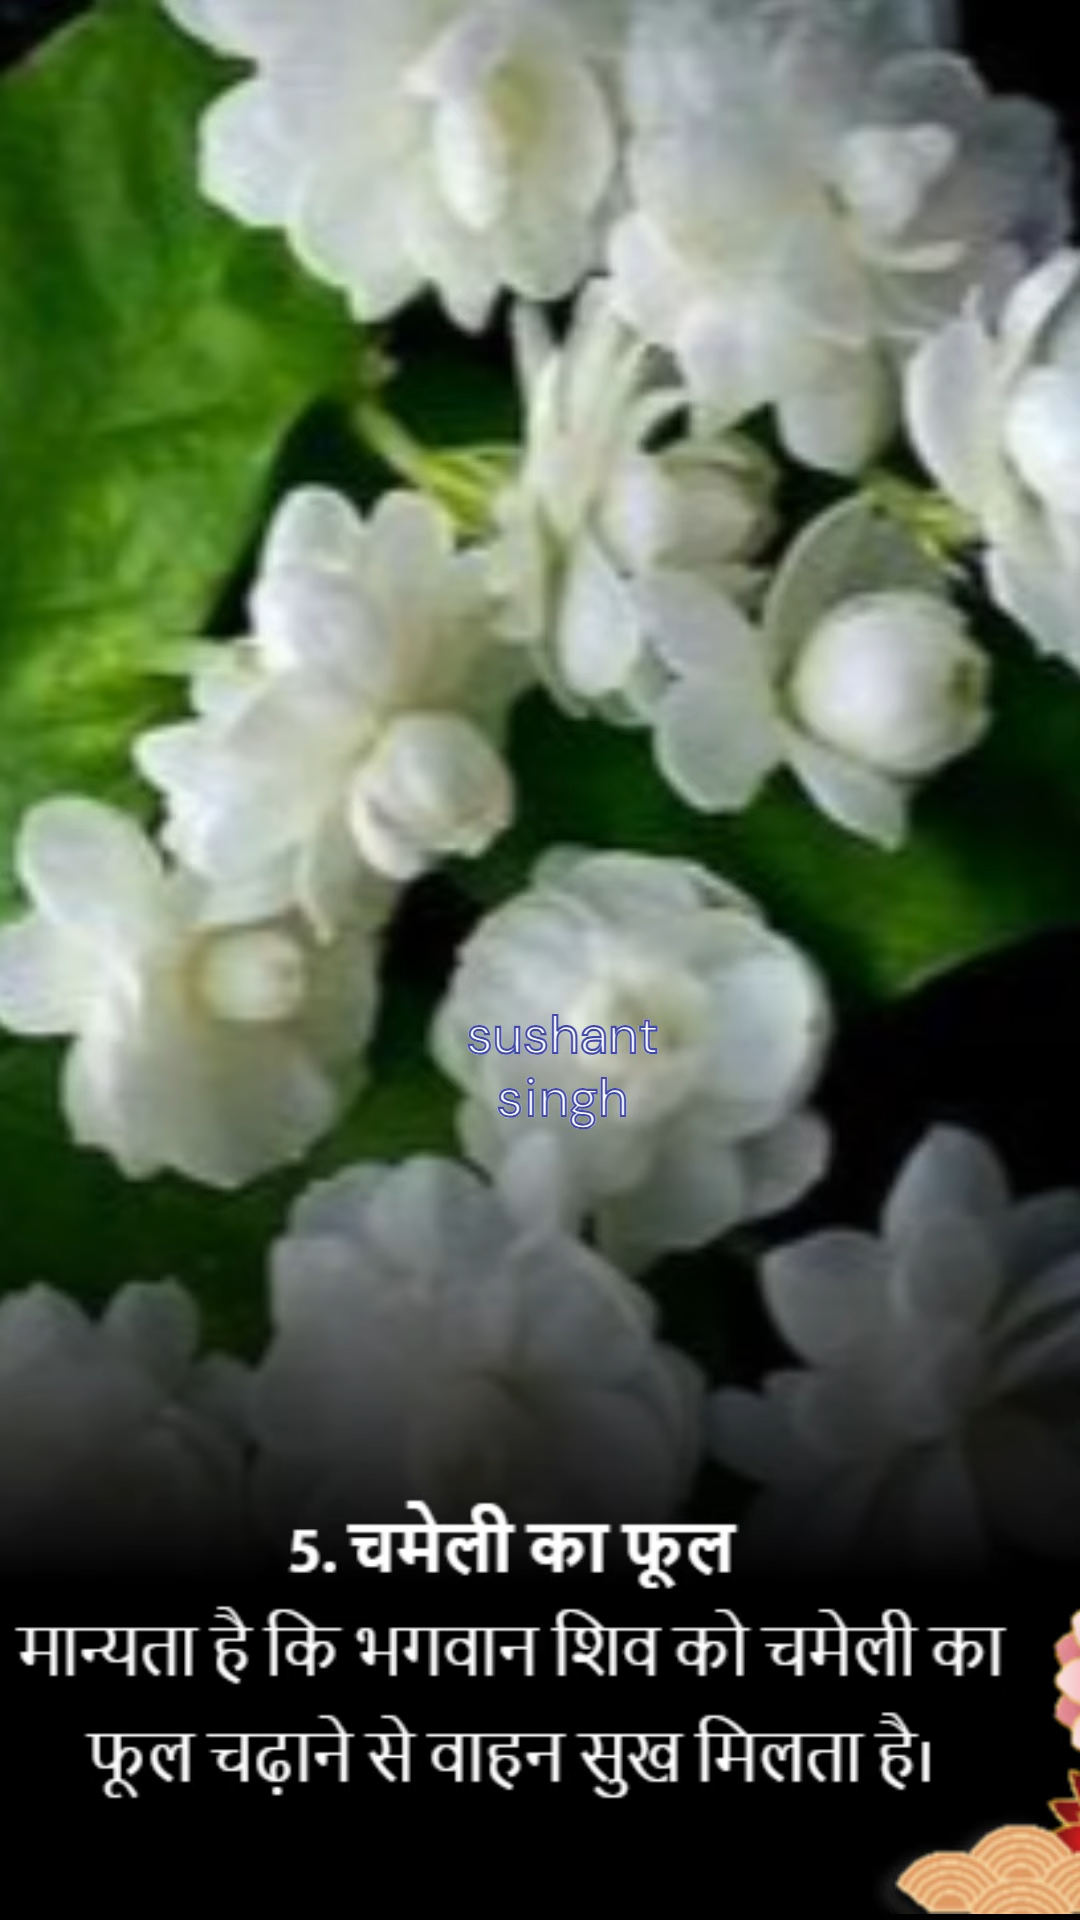 sushant
singh
5. चमेली का फूल
मान्यता है कि भगवान शिव को चमेली का
फूल चढ़ाने से वाहन सुख मिलता है।